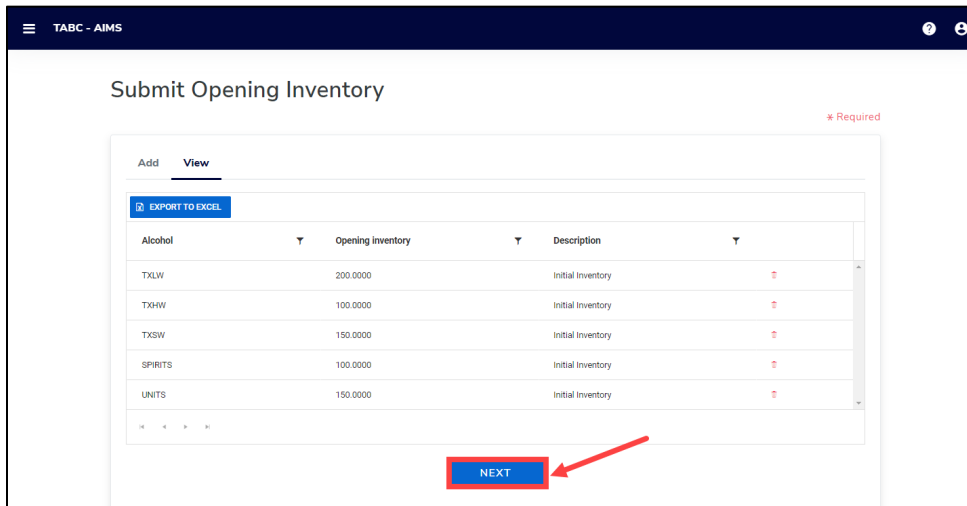 TABC - AIMS
Submit Opening Inventory
* Required
Add View
EXPORT TO EXCEL
Alcohol Opening inventory Description
TXLW 200.0000 Initial Inventory
TXHW 100.0000 Initial Inventory
TXSW 150.0000 Initial Inventory
SPIRITS 100.0000 Initial Inventory
UNITS 150.0000 Initial Inventory
NEXT